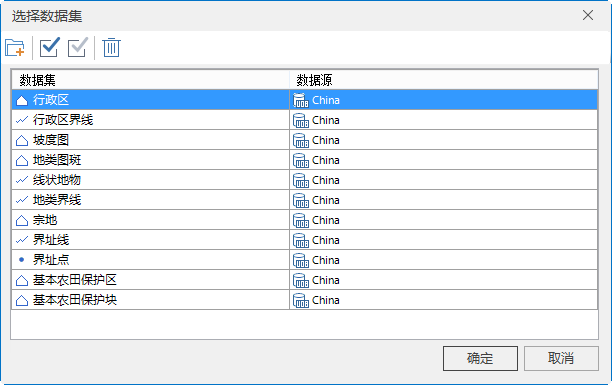 选择数据集
数据集 数据源
行政区 China
行政区界线 China
坡度图 China
地类图斑 China
线状地物 China
地类界线 China
宗地 China
界址线 China
界址点 China
基本农田保护区 China
基本农田保护块 China
确定 取消